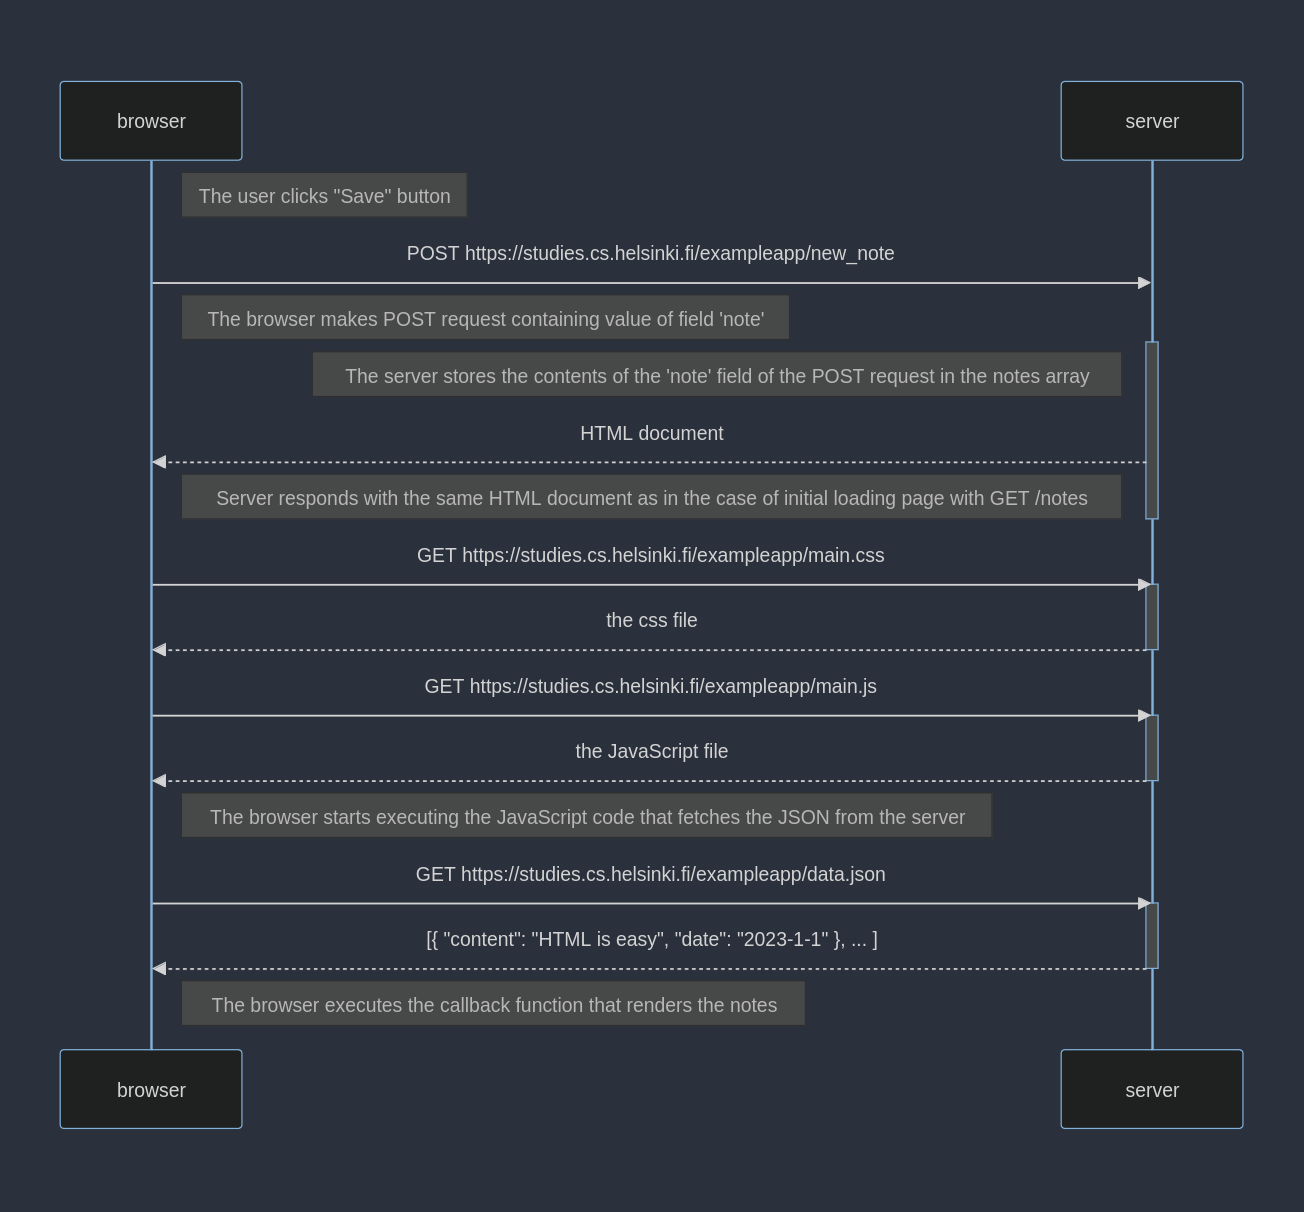 browser
server
The user clicks "Save" button
POST https://studies.cs.helsinki.fi/exampleapp/new_note
The browser makes POST request containing value of field 'note'
The server stores the contents of the 'note' field of the POST request in the notes array
HTML document
Server responds with the same HTML document as in the case of initial loading page with GET /notes
GET https://studies.cs.helsinki.fi/exampleapp/main.css
the css file
GET https://studies.cs.helsinki.fi/exampleapp/main.js
the JavaScript file
The browser starts executing the JavaScript code that fetches the JSON from the server
GET https://studies.cs.helsinki.fi/exampleapp/data.json
[{ "content": "HTML is easy", "date": "2023-1-1" }, ... ]
The browser executes the callback function that renders the notes
browser
server